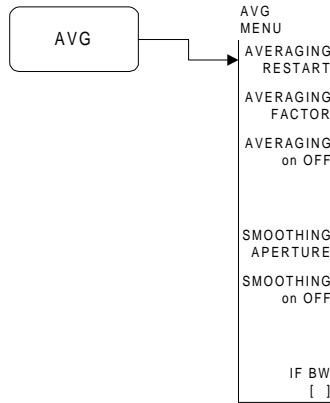 AVG
AVG
MENU
AVERAGING
RESTART
AVERAGING
FACTOR
AVERAGING
on OFF
SMOOTHING
APERTURE
SMOOTHING
on OFF
IF BW
[ ]